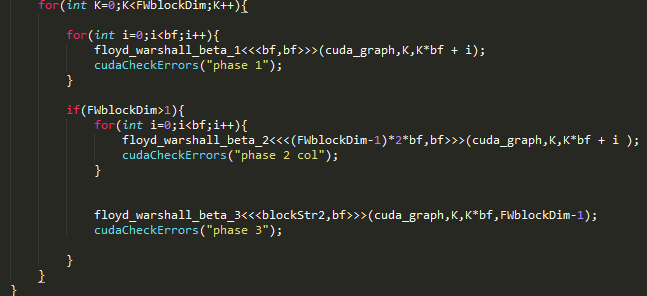 for(int K=0;K<FWblockDim;K++){
for(int i=0;i<bf;i++){
floyd_warshall_beta_1<<<bf,bf>>>(cuda_graph,K,K*bf + i);
cudaCheckErrors("phase 1");
}
if(FWblockDim>1){
for(int i=0;i<bf;i++){
floyd_warshall_beta_2<<<(FWblockDim-1)*2*bf,bf>>>(cuda_graph,K,K*bf + i );
cudaCheckErrors("phase 2 col");
}
floyd_warshall_beta_3<<<blockStr2,bf>>>(cuda_graph,K,K*bf,FWblockDim-1);
cudaCheckErrors("phase 3");
}
}
}